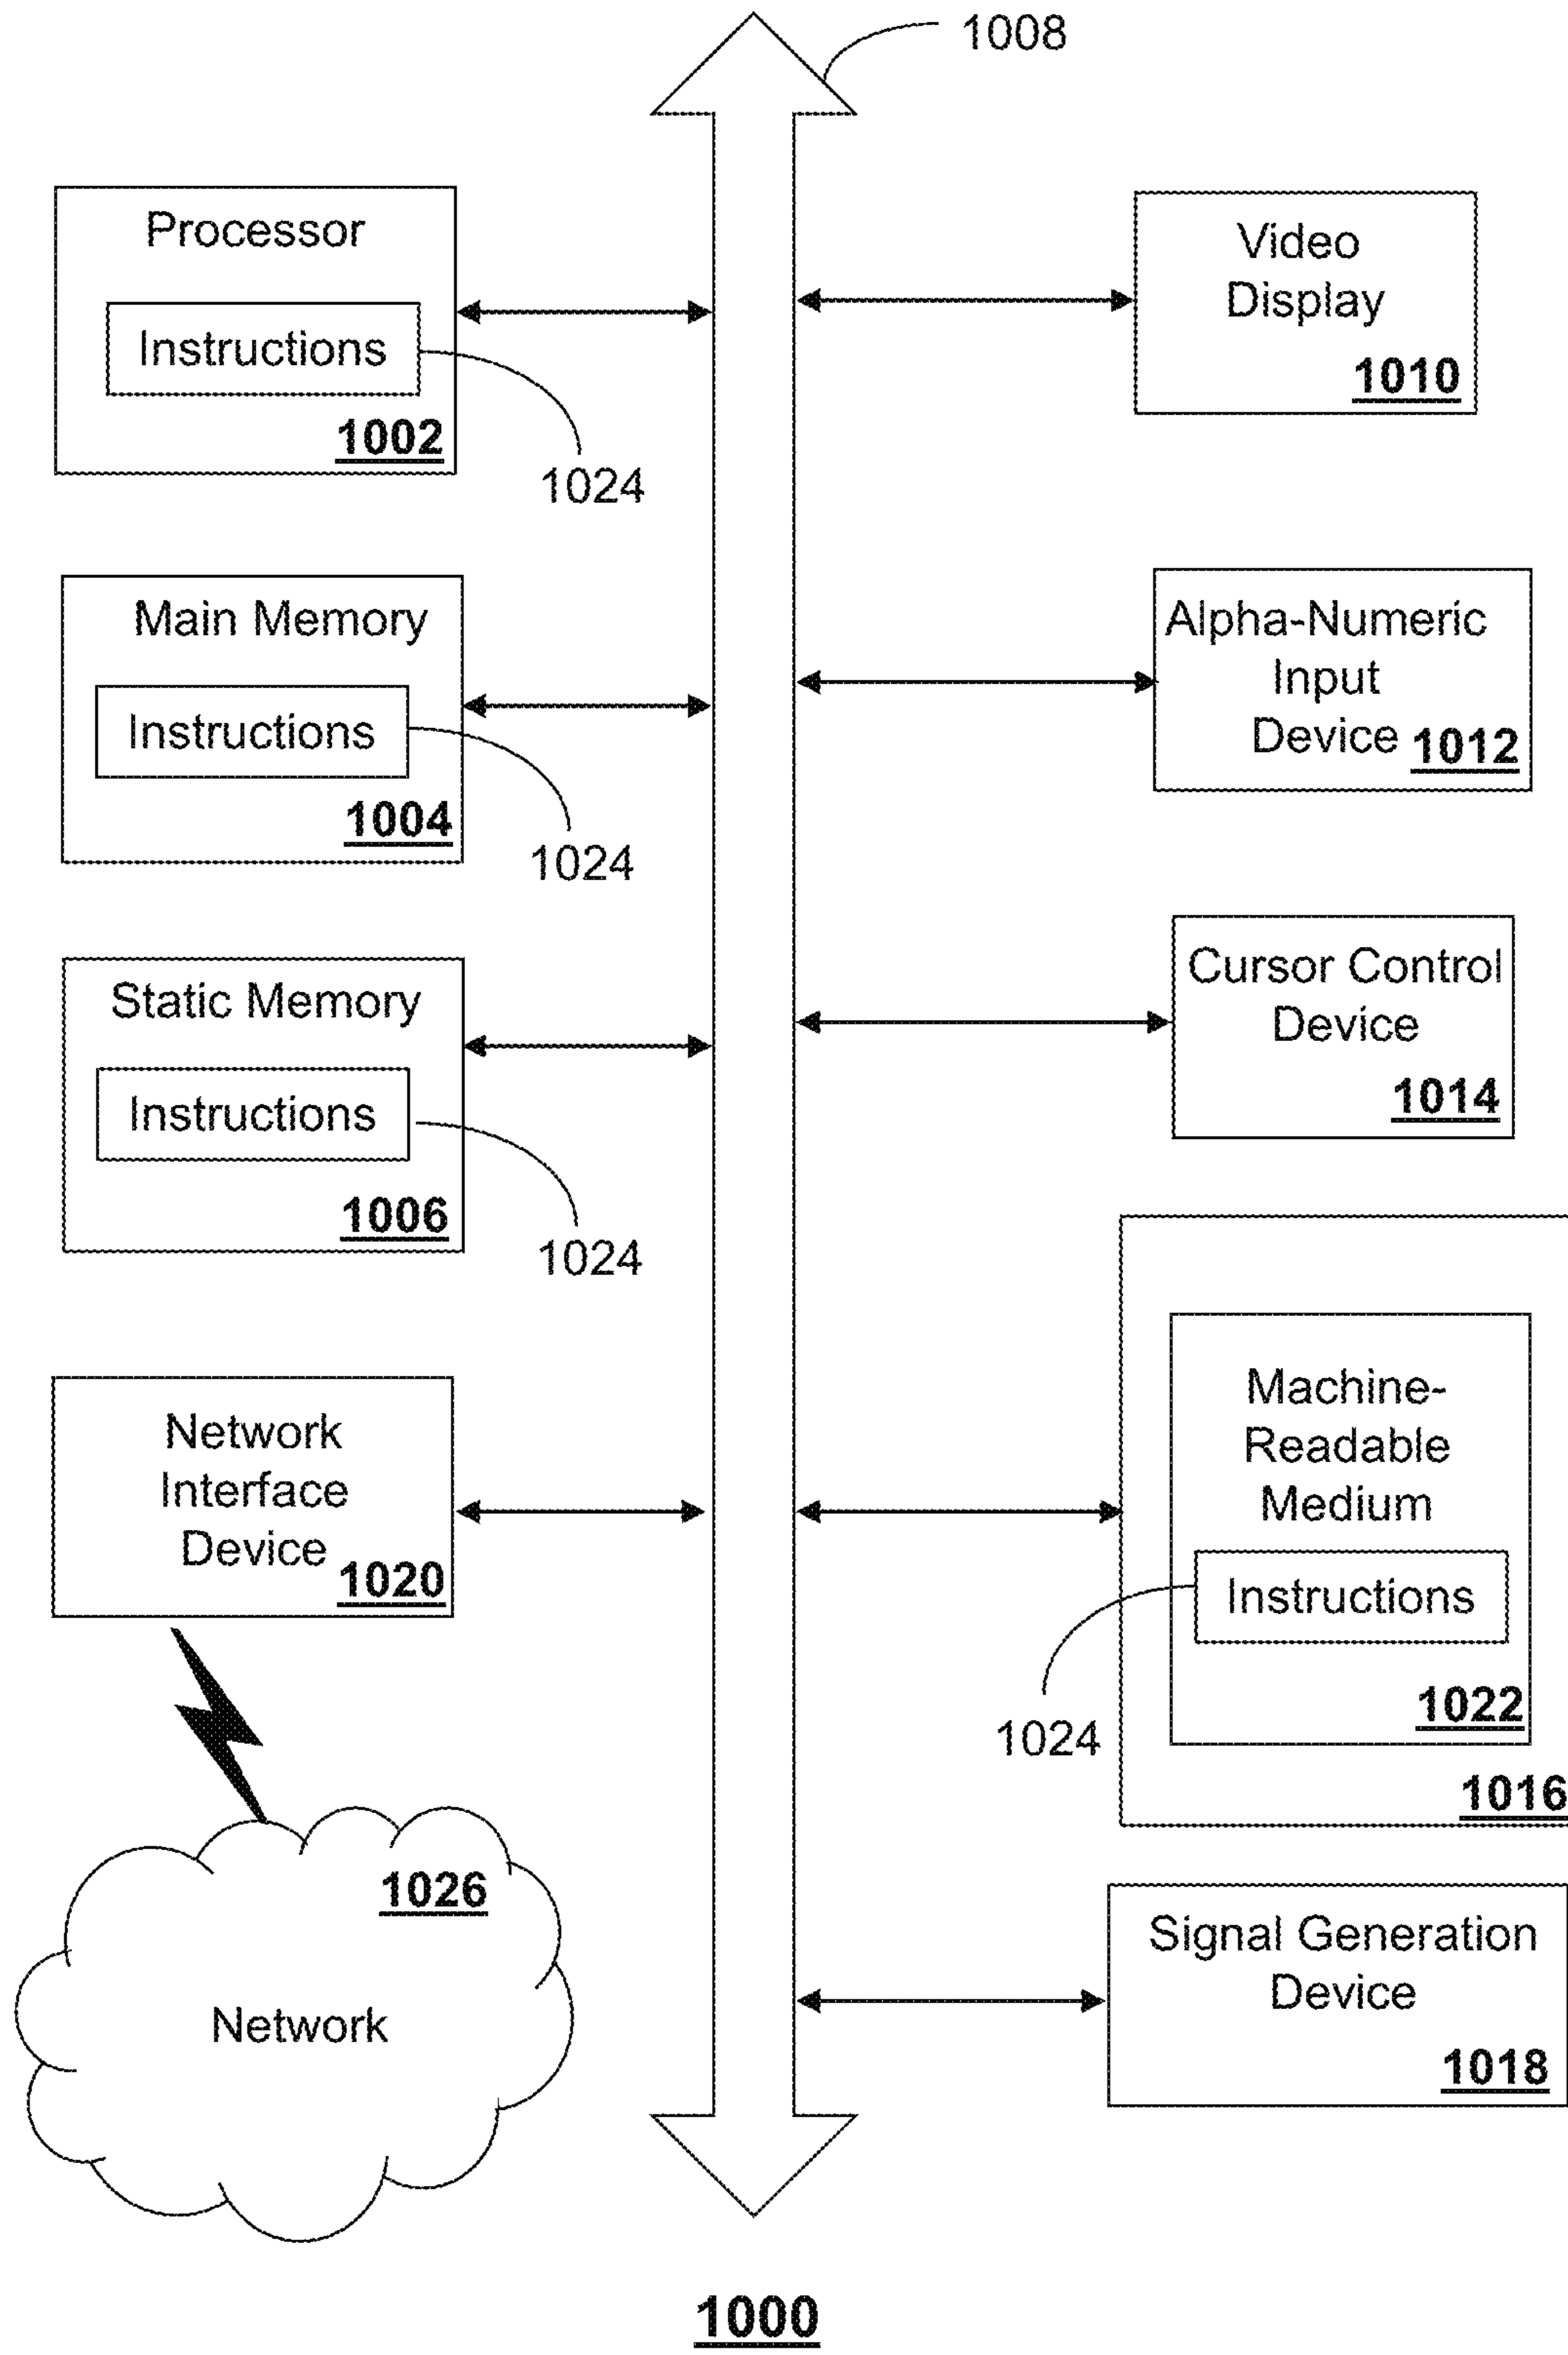 1008
Processor
Instructions
1002
1024
Main Memory
Instructions
1004
1024
Static Memory
Instructions
1006
1024
Network
Interface
Device
1020
1026
Network
Video
Display
1010
Alpha-Numeric
Input
Device 1012
Cursor Control
Device
1014
Machine-
Readable
Medium
Instructions
1022
1024
1016
Signal Generation
Device
1018
1000